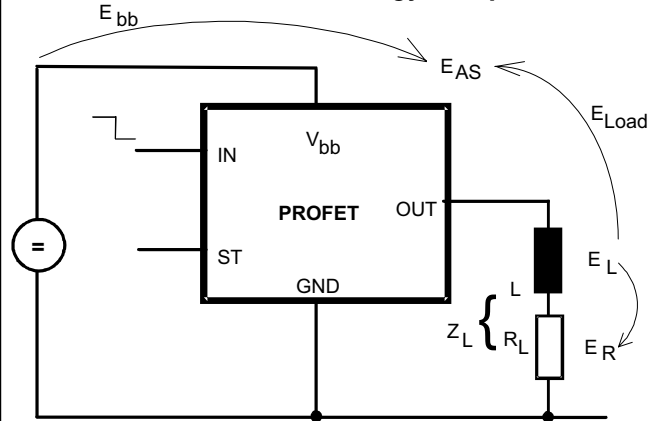 E bb
E AS
E Load
V bb
IN
PROFET
OUT
=
ST
GND
E L
L
Z L { R L
E R